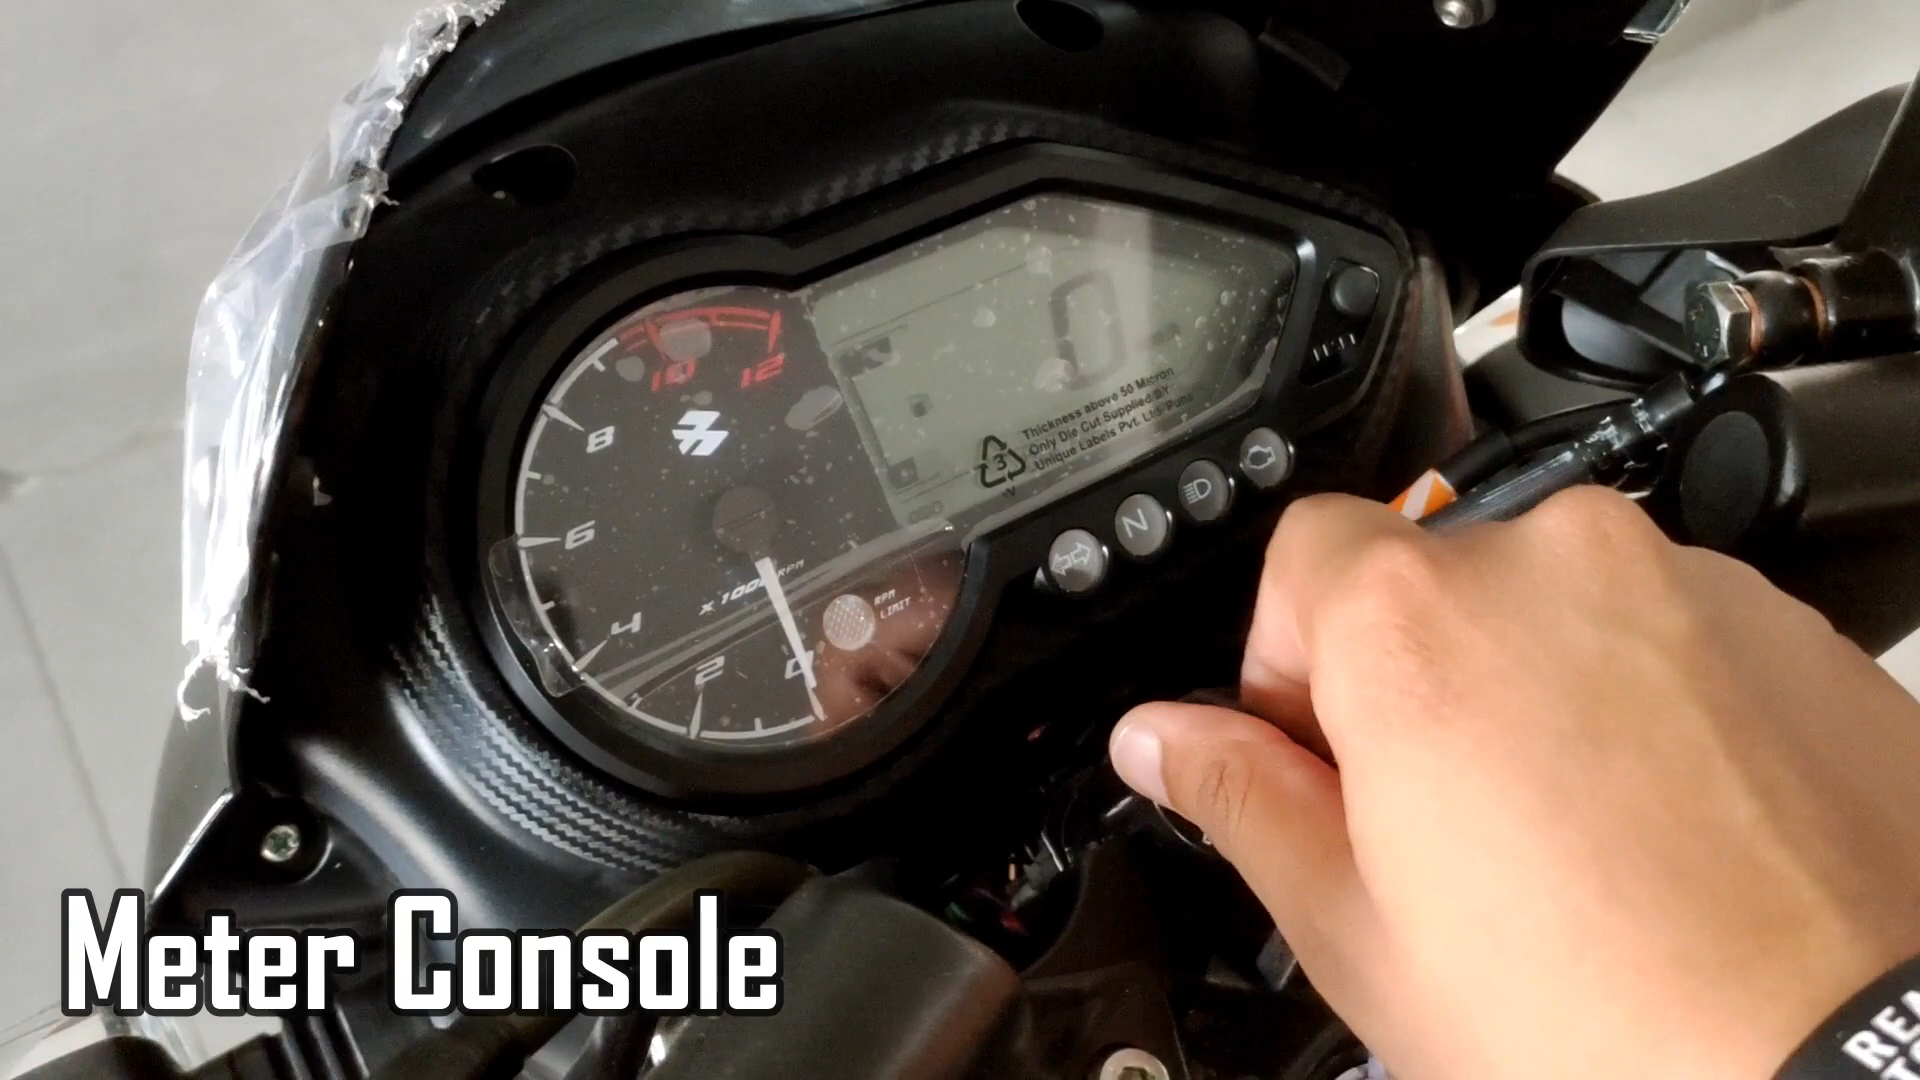 10
12
8
6
4
2
0
X 1000 RPM
RPM
LIMIT
0
Thickness above 50 Micron
Only Die Cut Supplied BY
Unique Labels Pvt. Ltd. Pune
3
V
N
Meter Console